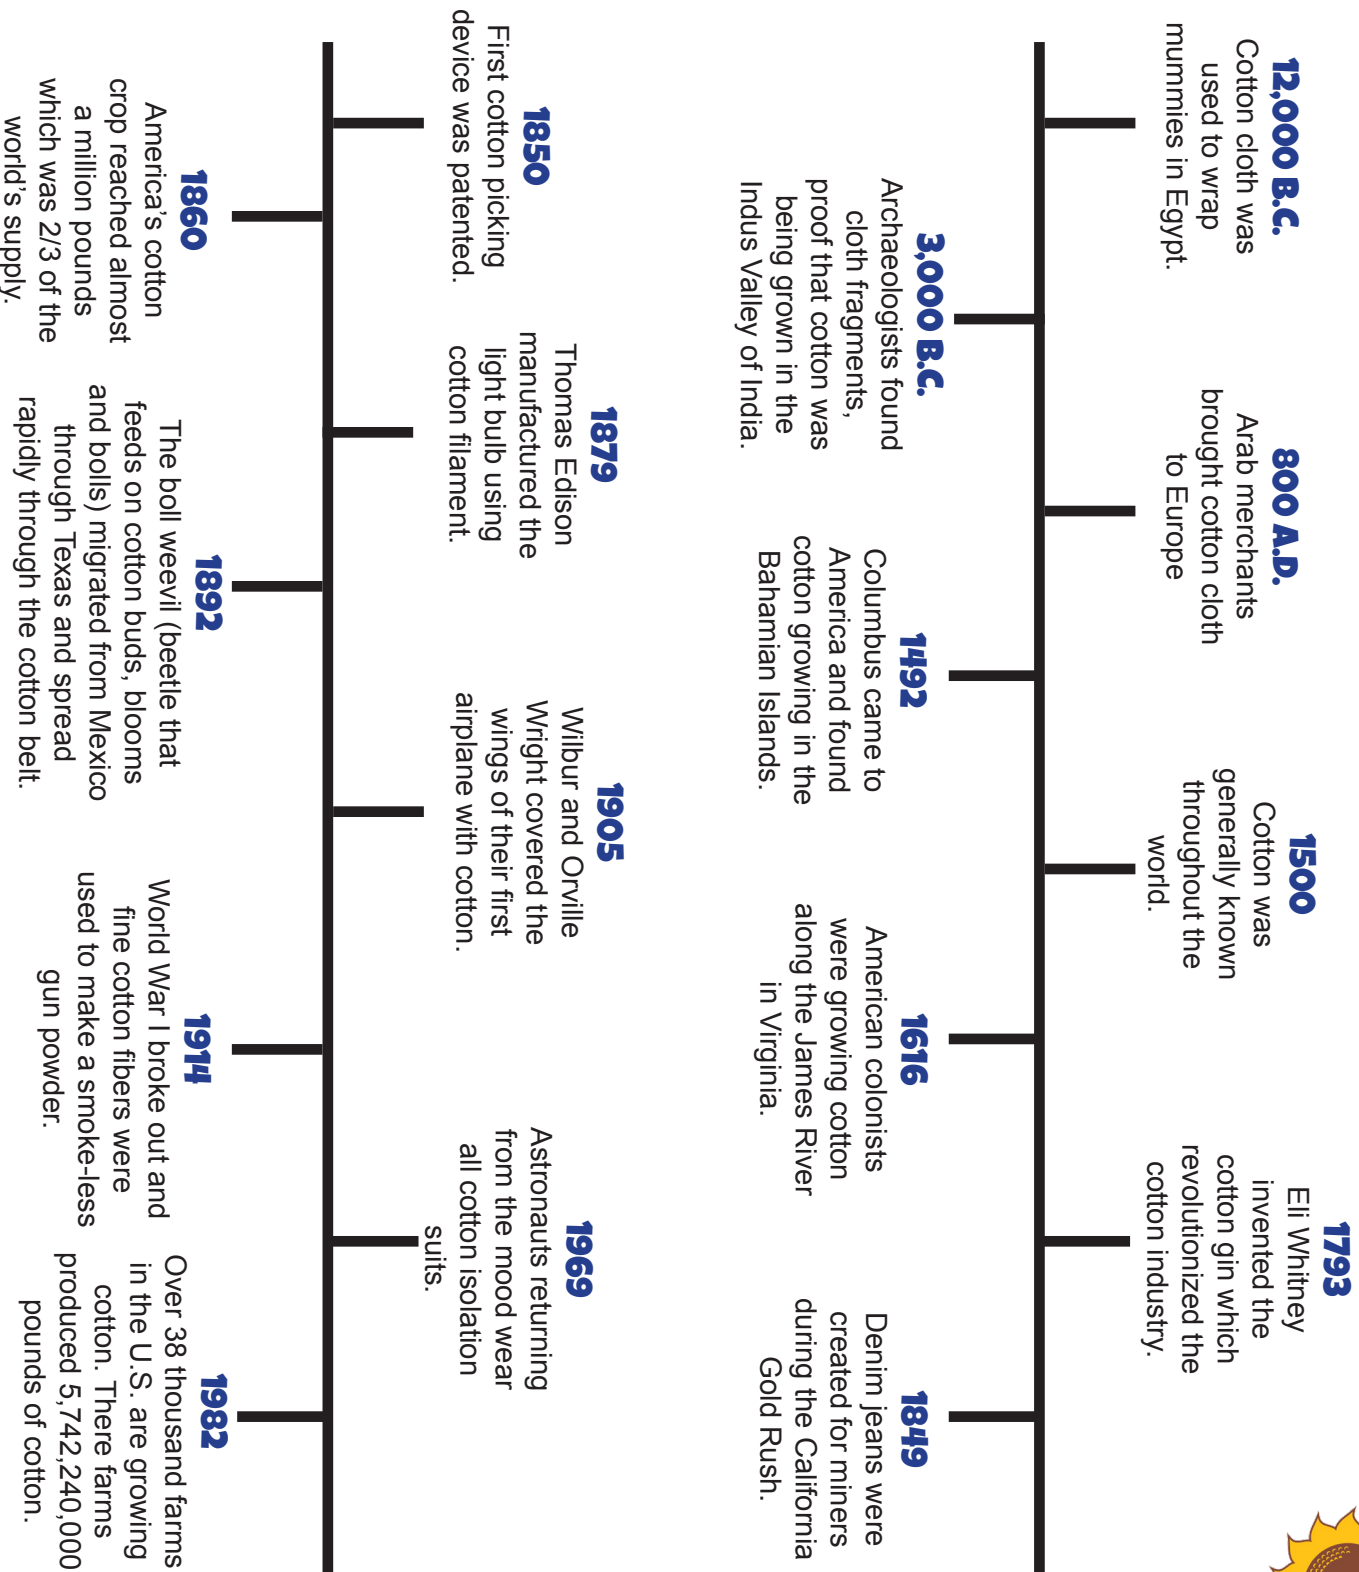 12,000 B.C.
Cotton cloth was
used to wrap
mummies in Egypt.
3,000 B.C.
Archaeologists found
cloth fragments,
proof that cotton was
being grown in the
Indus Valley of India.
800 A.D.
Arab merchants
brought cotton cloth
to Europe
1492
Columbus came to
America and found
cotton growing in the
Bahamian Islands.
1500
Cotton was
generally known
throughout the
world.
1616
American colonists
were growing cotton
along the James River
in Virginia.
1793
Eli Whitney
invented the
cotton gin which
revolutionized the
cotton industry.
1849
Denim jeans were
created for miners
during the California
Gold Rush.
1850
First cotton picking
device was patented.
1860
America's cotton
crop reached almost
a million pounds
which was 2/3 of the
world's supply.
1879
Thomas Edison
manufactured the
light bulb using
cotton filament.
1892
The boll weevil (beetle that
feeds on cotton buds, blooms
and bolls) migrated from Mexico
through Texas and spread
rapidly through the cotton belt.
1905
Wilbur and Orville
Wright covered the
wings of their first
airplane with cotton.
1914
World War I broke out and
fine cotton fibers were
used to make a smoke-less
gun powder.
1969
Astronauts returning
from the mood wear
all cotton isolation
suits.
1982
Over 38 thousand farms
in the U.S. are growing
cotton. There farms
produced 5,742,240,000
pounds of cotton.